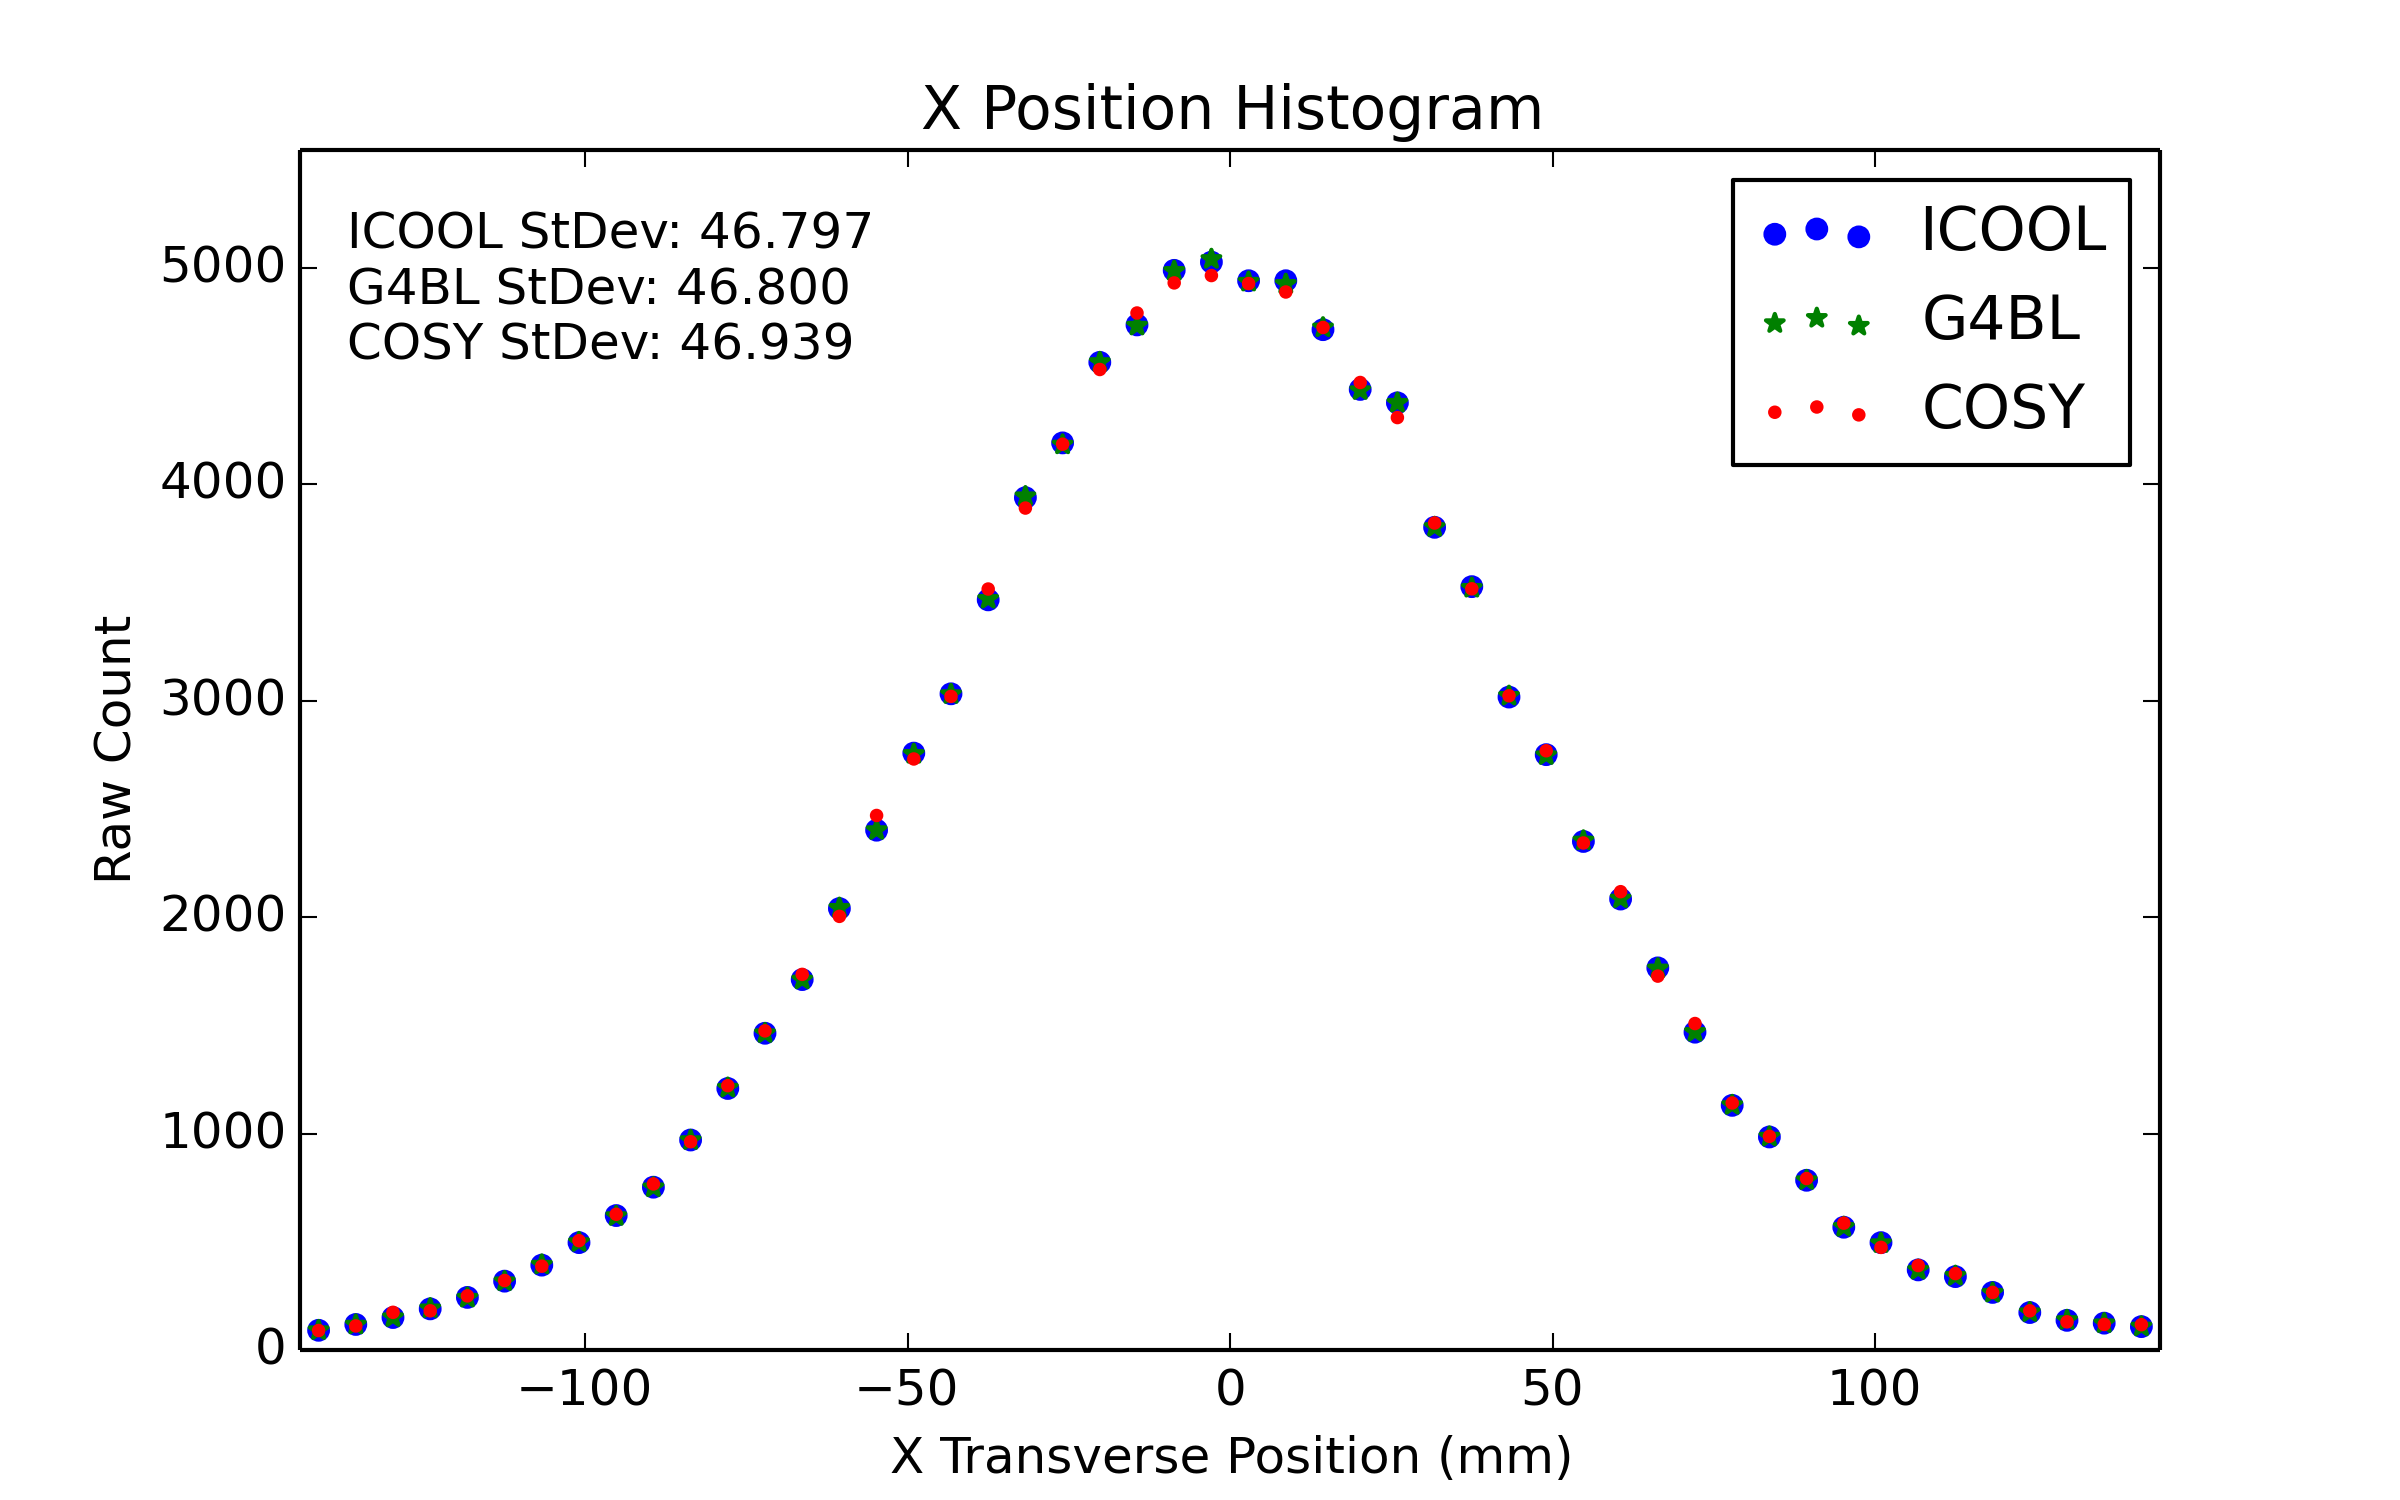 X Position Histogram
ICOOL StDev: 46.797
G4BL StDev: 46.800
COSY StDev: 46.939
ICOOL
G4BL
COSY
Raw Count
5000
4000
3000
2000
1000
0
−100 −50 0 50 100
X Transverse Position (mm)